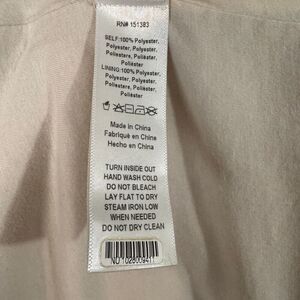 RN# 151383
SELF:100% Polyester,
Polyester, Polyester,
Poliestere, Poliester,
Poliéster
LINING:100% Polyester,
Polyester, Polyester,
Poliestere, Poliester,
Poliéster
Made in China
Fabriqué en China
Hecho en China
TURN INSIDE OUT
HAND WASH COLD
DO NOT BLEACH
LAY FLAT TO DRY
STEAM IRON LOW
WHEN NEEDED
DO NOT DRY CLEAN